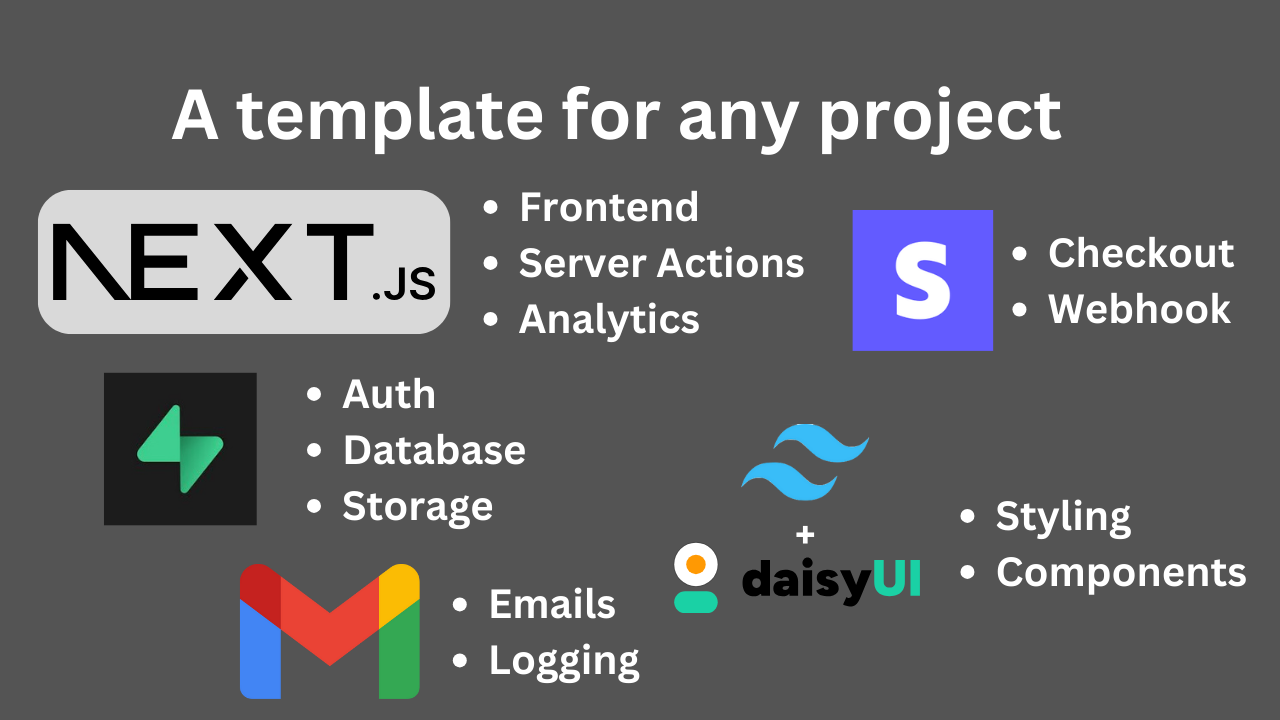 A template for any project
NEXT.JS
• Frontend
• Server Actions
• Analytics
S
• Checkout
• Webhook
• Auth
• Database
• Storage
+
daisyUI
• Styling
• Components
• Emails
• Logging